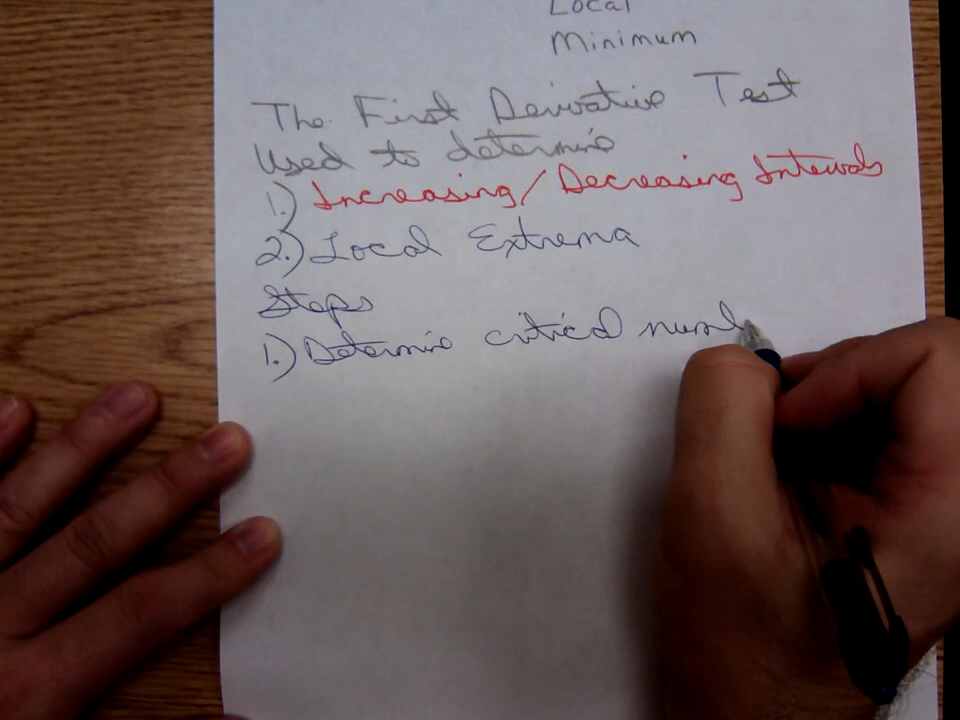 Local
Minimum
The First Derivative Test
Used to determine
1.) Increasing/Decreasing Intervals
2.) Local Extrema
Steps
1.) Determine critical numb